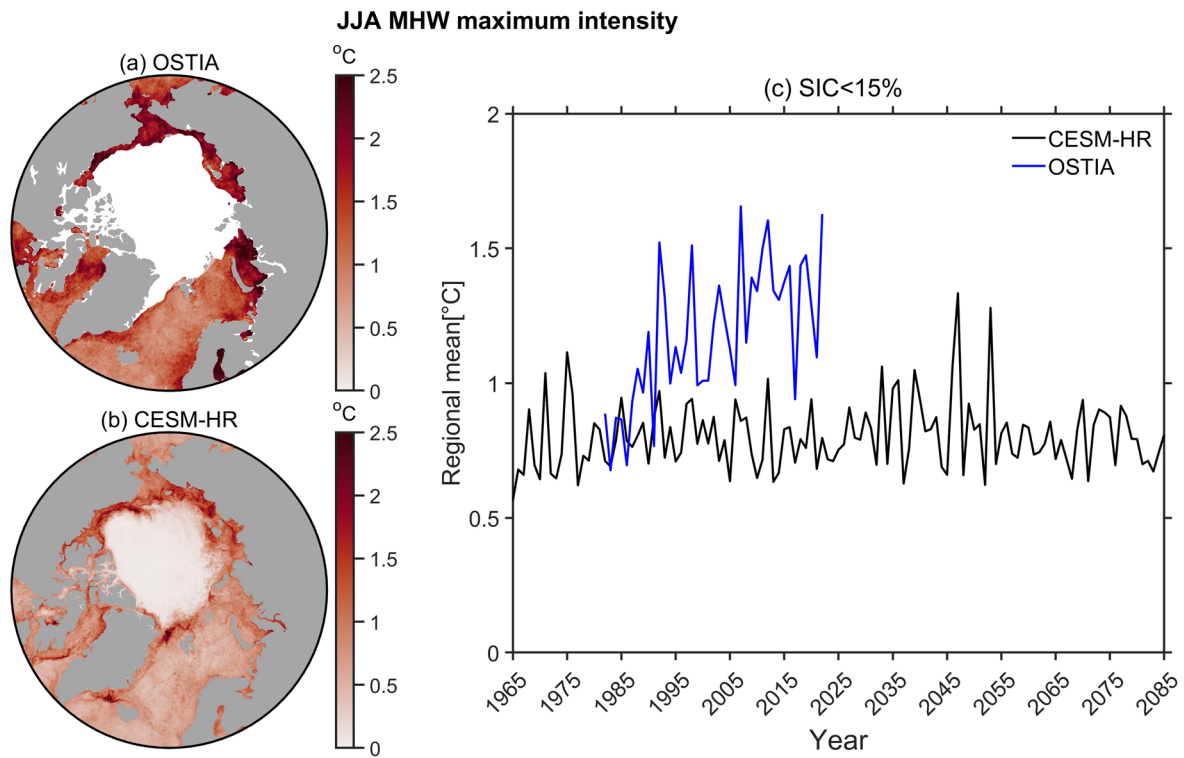 JJA MHW maximum intensity
(a) OSTIA
°C
2.5
2
1.5
1
0.5
0
(b) CESM-HR
°C
2.5
2
1.5
1
0.5
0
(c) SIC<15%
CESM-HR
OSTIA
Regional mean[°C]
2
1.5
1
0.5
0
1965 1975 1985 1995 2005 2015 2025 2035 2045 2055 2065 2075 2085
Year